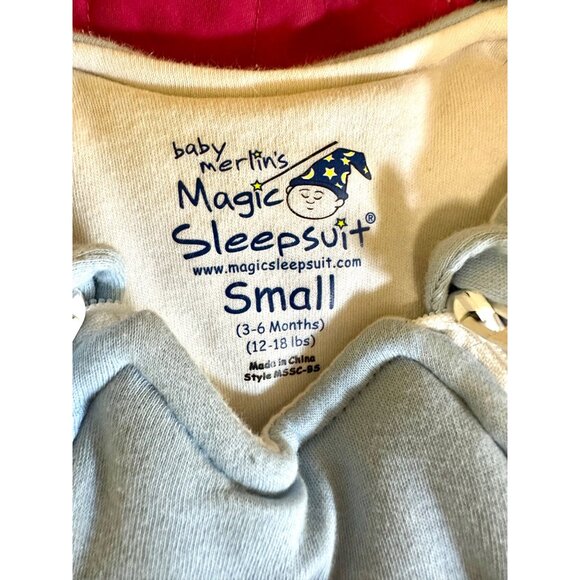 baby
merlin's
Magic
Sleepsuit®
www.magicsleepsuit.com
Small
(3-6 Months)
(12-18 lbs)
Made in China
Style MSSC-BS